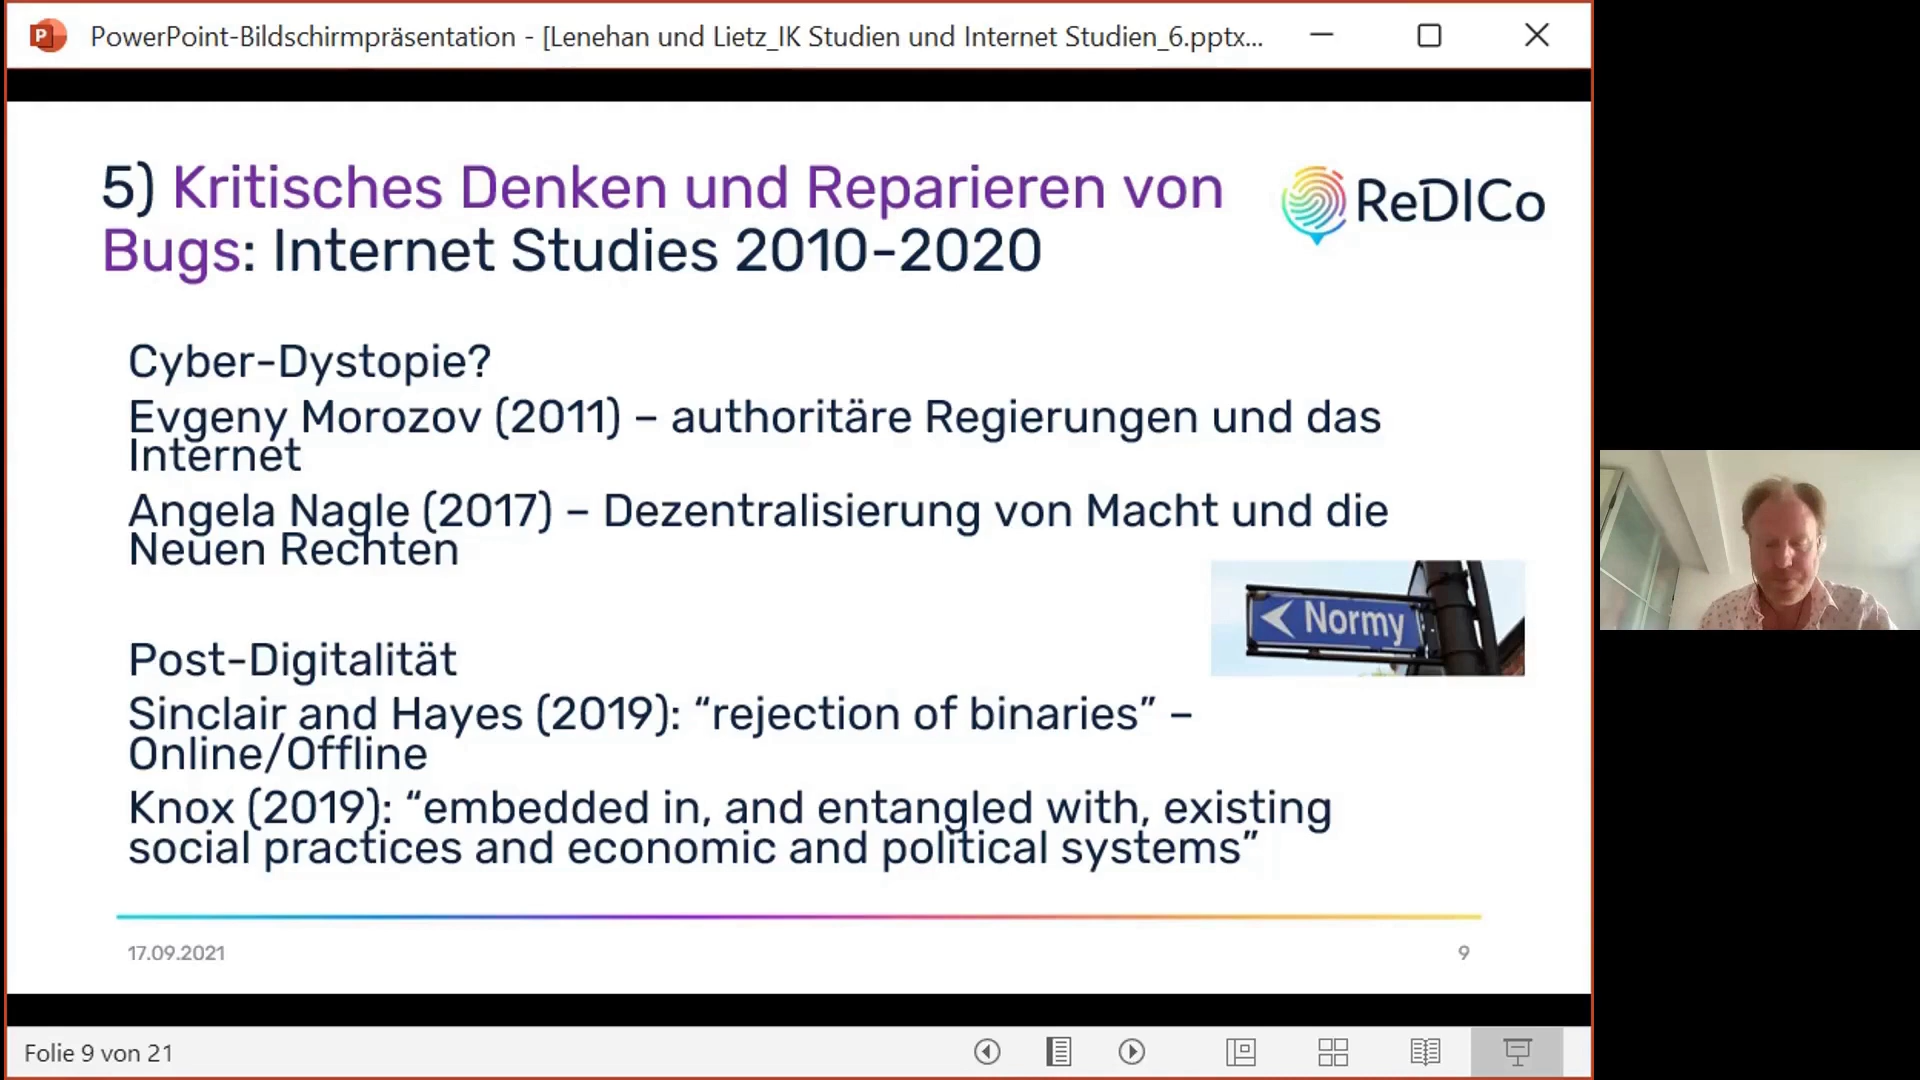 PowerPoint-Bildschirmpräsentation - [Lenehan und Lietz_IK Studien und Internet Studien_6.pptx...
5) Kritisches Denken und Reparieren von
Bugs: Internet Studies 2010-2020
ReDICo
Cyber-Dystopie?
Evgeny Morozov (2011) – authoritäre Regierungen und das
Internet
Angela Nagle (2017) – Dezentralisierung von Macht und die
Neuen Rechten
Normy
Post-Digitalität
Sinclair and Hayes (2019): “rejection of binaries” –
Online/Offline
Knox (2019): “embedded in, and entangled with, existing
social practices and economic and political systems”
17.09.2021
9
Folie 9 von 21